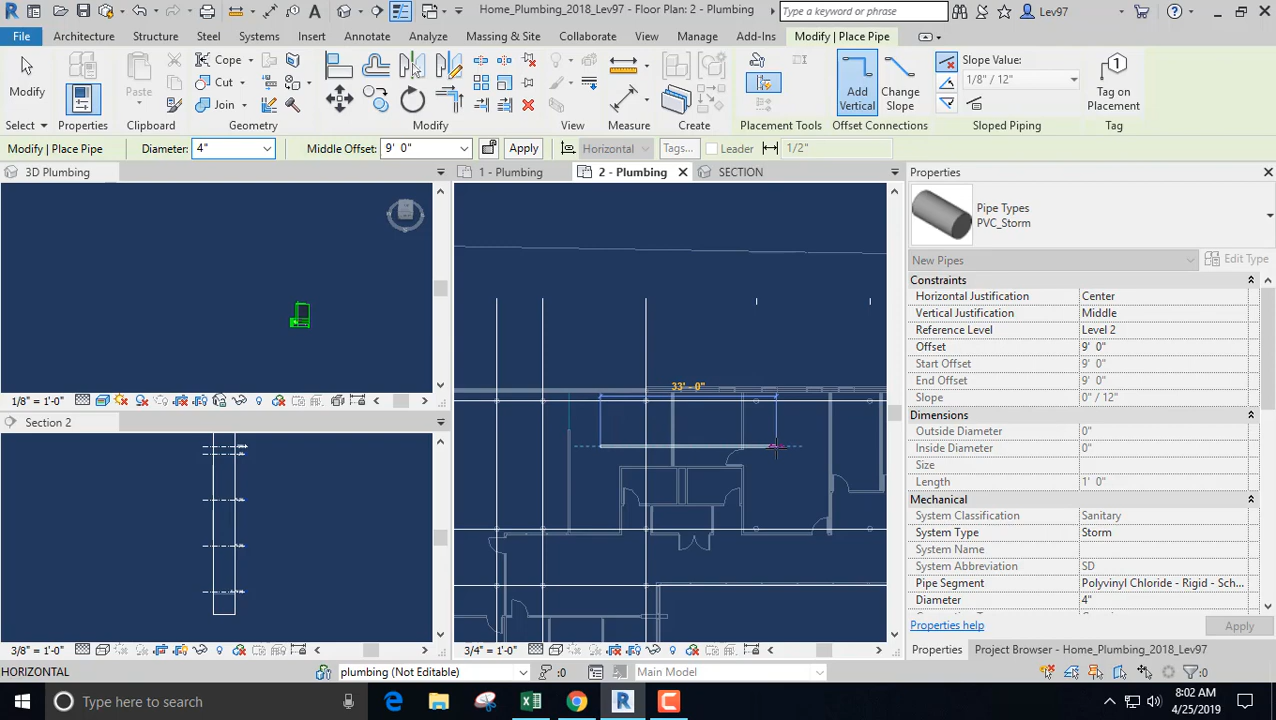 Home_Plumbing_2018_Lev97 - Floor Plan: 2 - Plumbing
Type a keyword or phrase
Lev97
File
Architecture
Structure
Steel
Systems
Insert
Annotate
Analyze
Massing & Site
Collaborate
View
Manage
Add-Ins
Modify | Place Pipe
Modify
Paste
Cope
Cut
Join
Add Vertical
Change Slope
Slope Value:
1/8" / 12"
1
Tag on Placement
Select
Properties
Clipboard
Geometry
Modify
View
Measure
Create
Placement Tools
Offset Connections
Sloped Piping
Tag
Modify | Place Pipe
Diameter: 4"
Middle Offset: 9' 0"
Apply
Horizontal
Tags...
Leader
1/2"
3D Plumbing
1 - Plumbing
2 - Plumbing
SECTION
Properties
Pipe Types
PVC_Storm
New Pipes
Edit Type
Constraints
Horizontal Justification Center
Vertical Justification Middle
Reference Level Level 2
Offset 9' 0"
Start Offset 9' 0"
End Offset 9' 0"
Slope 0" / 12"
Dimensions
Outside Diameter 0"
Inside Diameter 0"
Size
Length 1' 0"
Mechanical
System Classification Sanitary
System Type Storm
System Name
System Abbreviation SD
Pipe Segment Polyvinyl Chloride - Rigid - Sch...
Diameter 4"
Properties help
Apply
Properties
Project Browser - Home_Plumbing_2018_Lev97
33' - 0"
1/8" = 1'-0"
Section 2
3/8" = 1'-0"
3/4" = 1'-0"
HORIZONTAL
plumbing (Not Editable)
:0
Main Model
:0
Type here to search
8:02 AM
4/25/2019